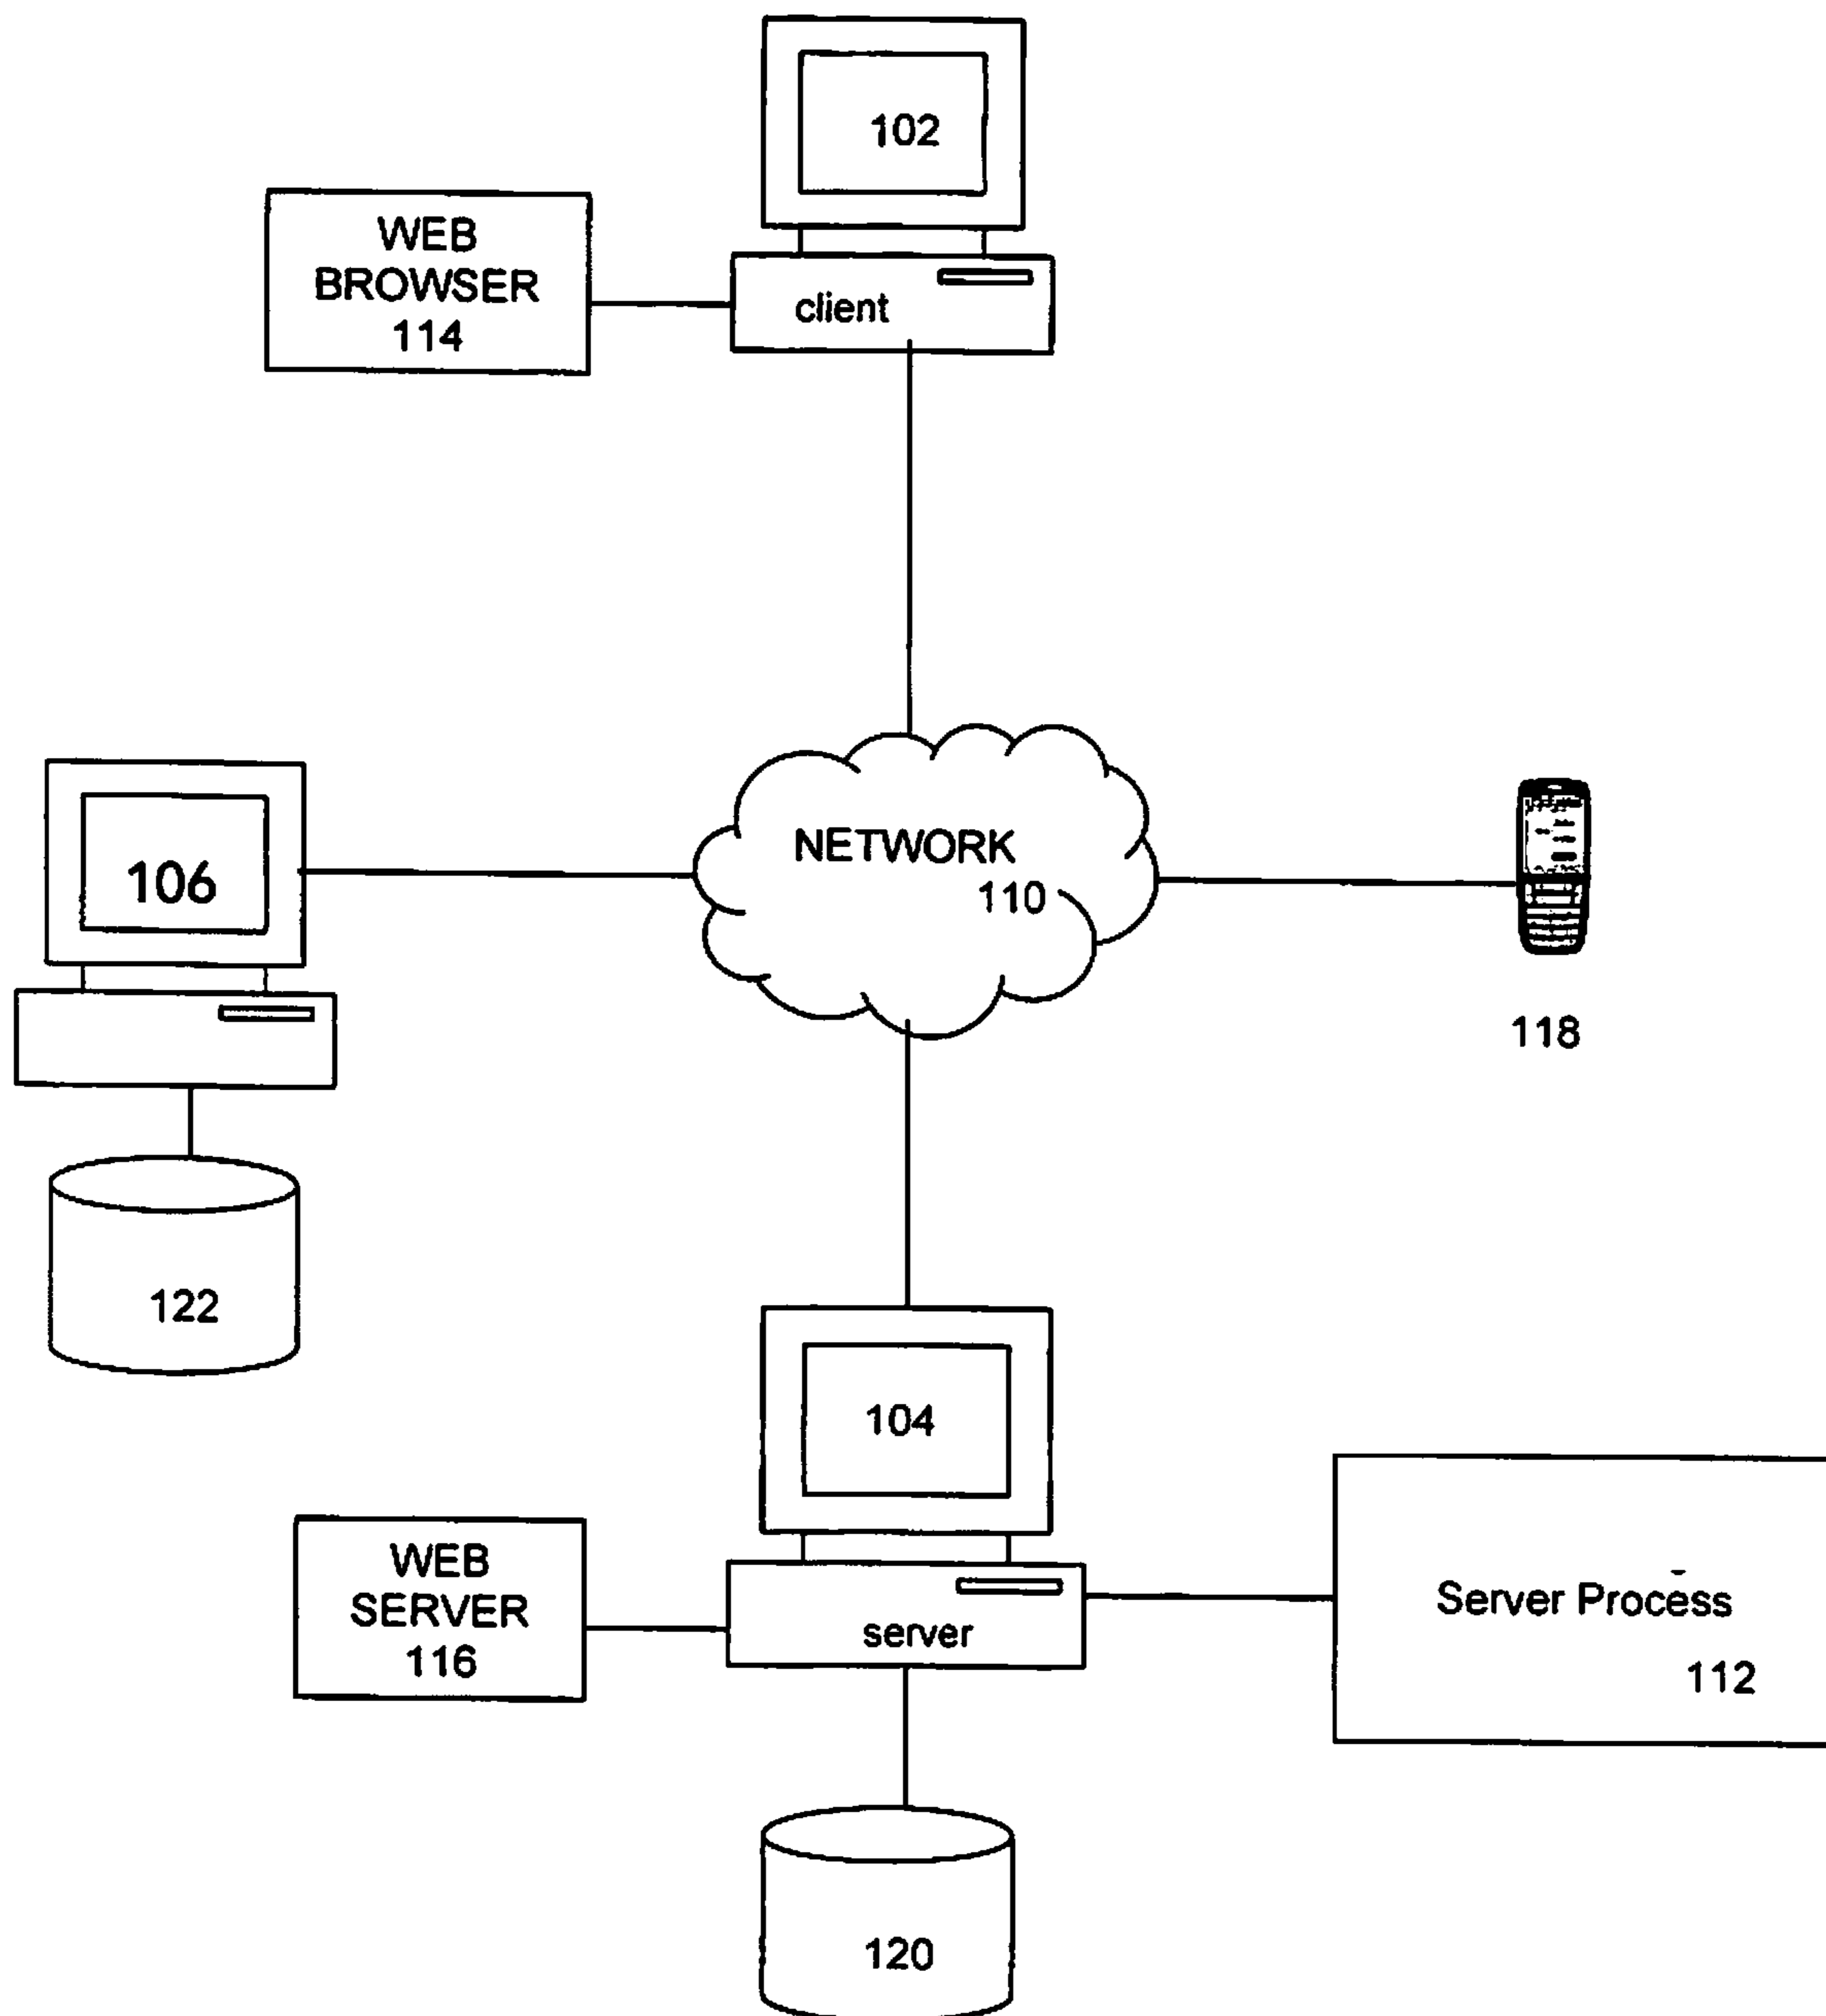 102
WEB
BROWSER
114
client
NETWORK
110
106
118
122
104
WEB
SERVER
116
server
Server Process
112
120